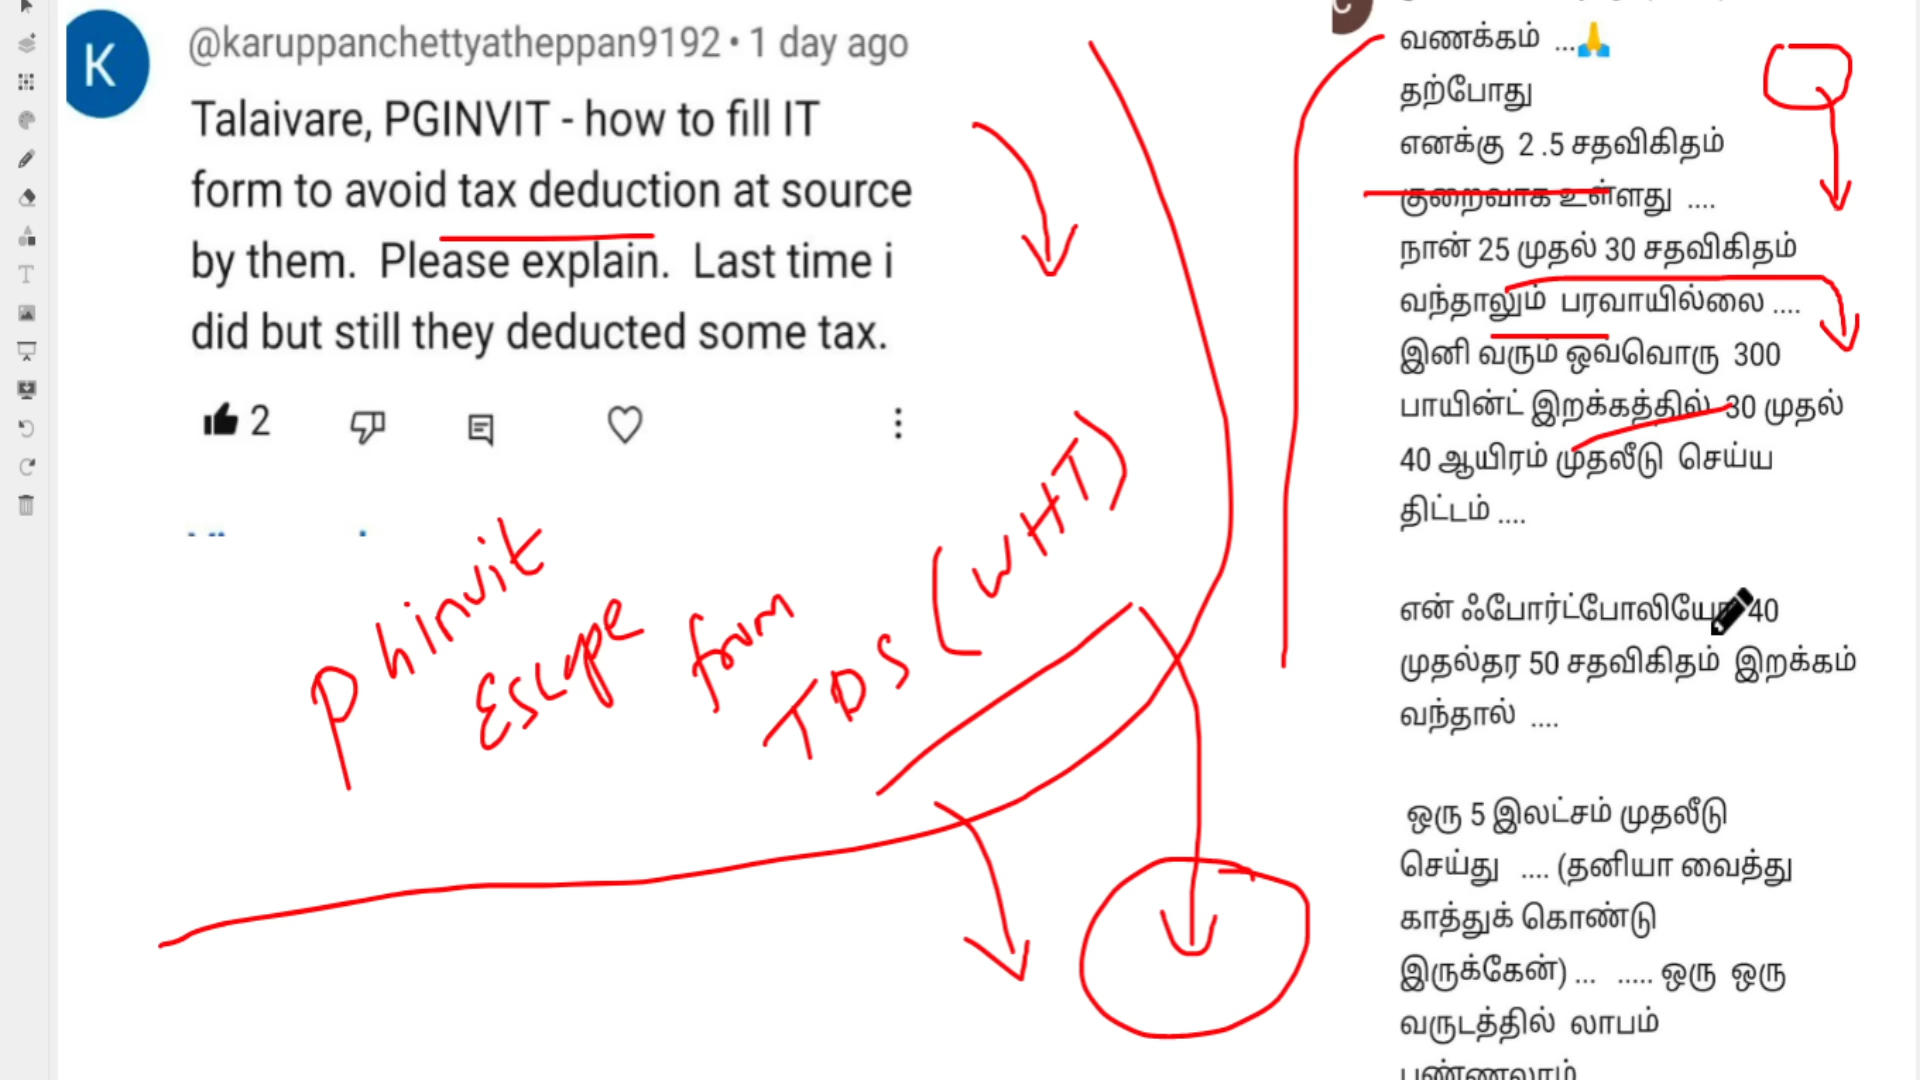 K
@karuppanchettyatheppan9192 • 1 day ago
Talaivare, PGINVIT - how to fill IT
form to avoid tax deduction at source
by them. Please explain. Last time i
did but still they deducted some tax.
2
Phinvit
Escape from
TDS (WHT)
வணக்கம் ...🙏
தற்போது
எனக்கு 2 .5 சதவிகிதம்
குறைவாக உள்ளது ....
நான் 25 முதல் 30 சதவிகிதம்
வந்தாலும் பரவாயில்லை ....
இனி வரும் ஒவ்வொரு 300
பாயின்ட் இறக்கத்தில் 30 முதல்
40 ஆயிரம் முதலீடு செய்ய
திட்டம் ....
என் ஃபோர்ட்போலியோ 40
முதல்தர 50 சதவிகிதம் இறக்கம்
வந்தால் ....
ஒரு 5 இலட்சம் முதலீடு
செய்து .... (தனியா வைத்து
காத்துக் கொண்டு
இருக்கேன்) ... ..... ஒரு ஒரு
வருடத்தில் லாபம்